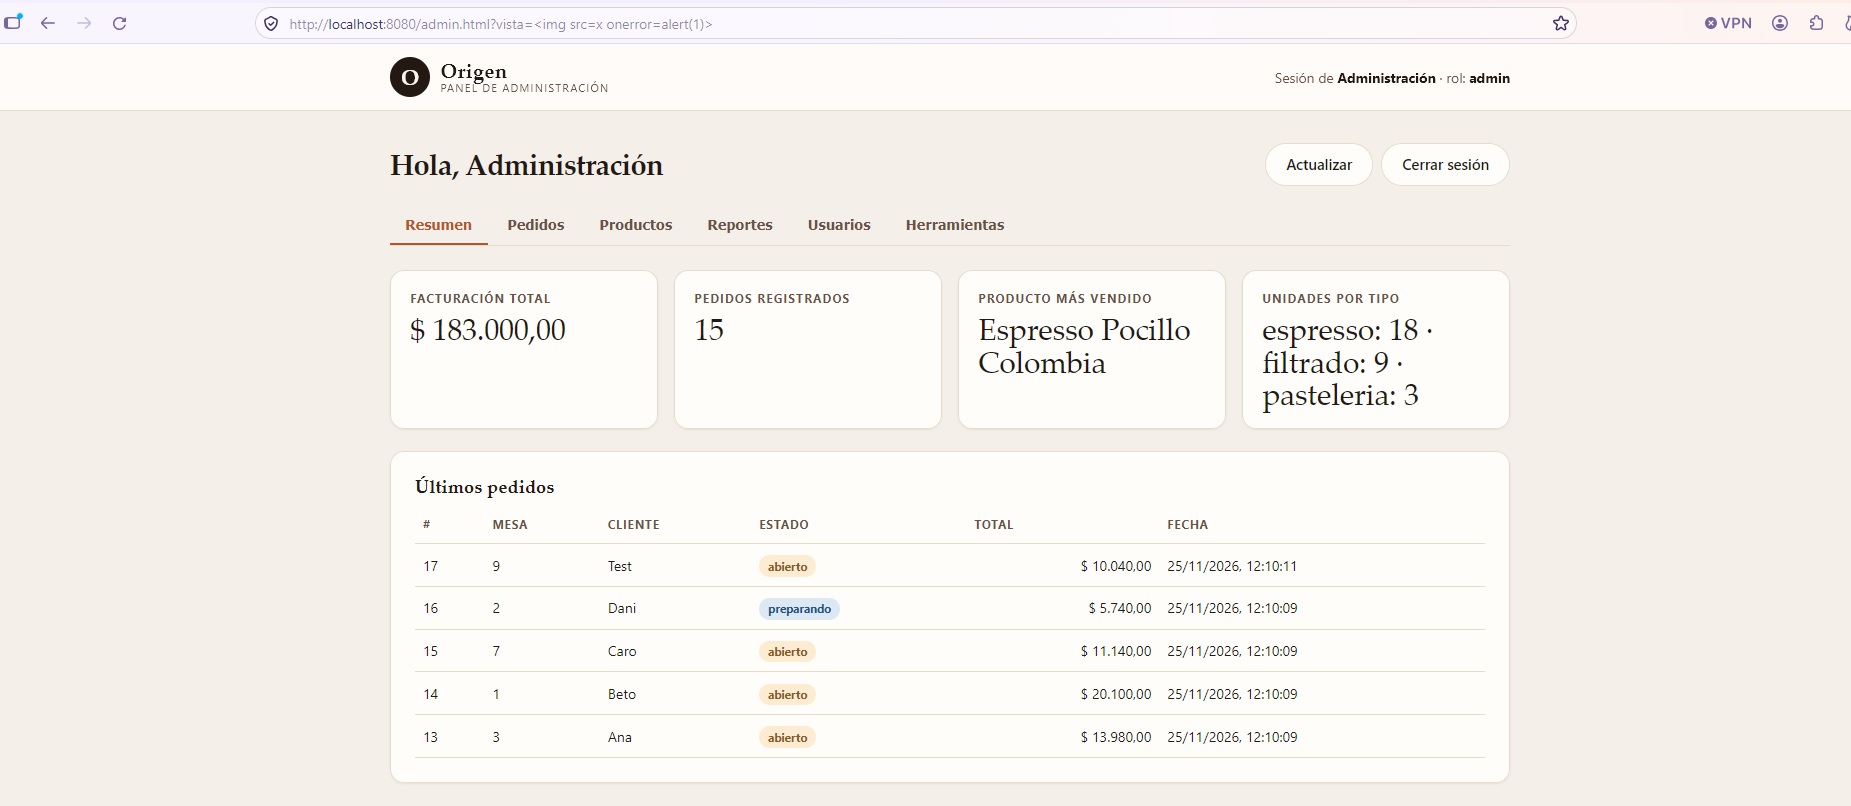 http://localhost:8080/admin.html?vista=<img src=x onerror=alert(1)>
VPN
O
Origen
PANEL DE ADMINISTRACIÓN
Sesión de Administración · rol: admin
Hola, Administración
Actualizar
Cerrar sesión
Resumen Pedidos Productos Reportes Usuarios Herramientas
FACTURACIÓN TOTAL
$ 183.000,00
PEDIDOS REGISTRADOS
15
PRODUCTO MÁS VENDIDO
Espresso Pocillo
Colombia
UNIDADES POR TIPO
espresso: 18 ·
filtrado: 9 ·
pasteleria: 3
Últimos pedidos
# MESA CLIENTE ESTADO TOTAL FECHA
17 9 Test abierto $ 10.040,00 25/11/2026, 12:10:11
16 2 Dani preparando $ 5.740,00 25/11/2026, 12:10:09
15 7 Caro abierto $ 11.140,00 25/11/2026, 12:10:09
14 1 Beto abierto $ 20.100,00 25/11/2026, 12:10:09
13 3 Ana abierto $ 13.980,00 25/11/2026, 12:10:09